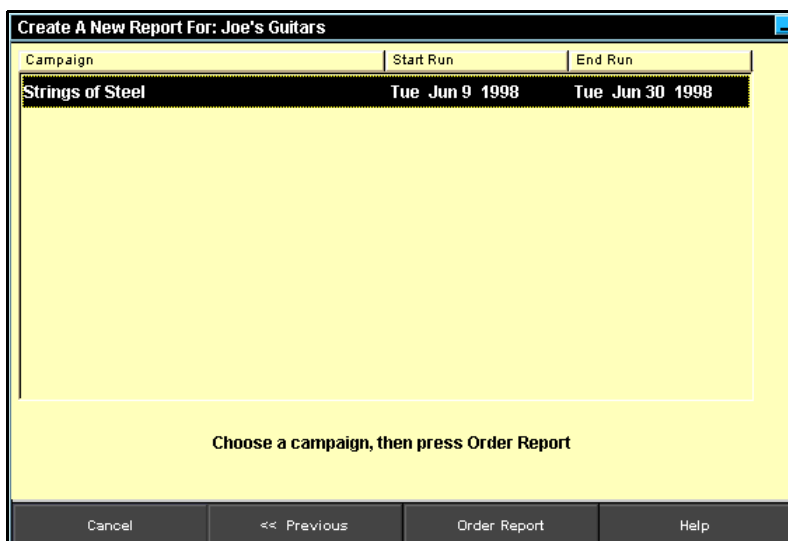 Create A New Report For: Joe's Guitars
Campaign Start Run End Run
Strings of Steel Tue Jun 9 1998 Tue Jun 30 1998
Choose a campaign, then press Order Report
Cancel << Previous Order Report Help